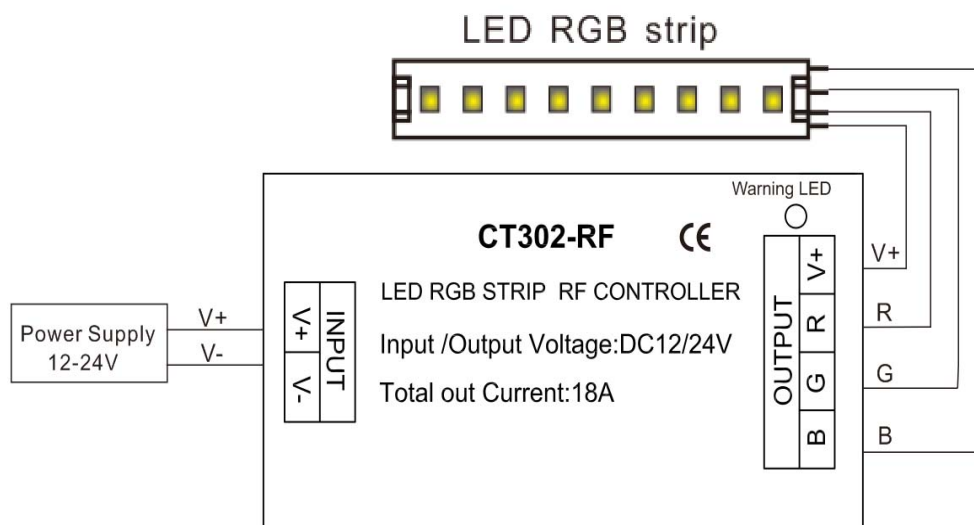 LED RGB strip
Warning LED
CT302-RF CE
LED RGB STRIP RF CONTROLLER
Input /Output Voltage:DC12/24V
Total out Current:18A
Power Supply
12-24V
V+
V-
INPUT
V+
V-
OUTPUT
V+
R
G
B
V+
R
G
B